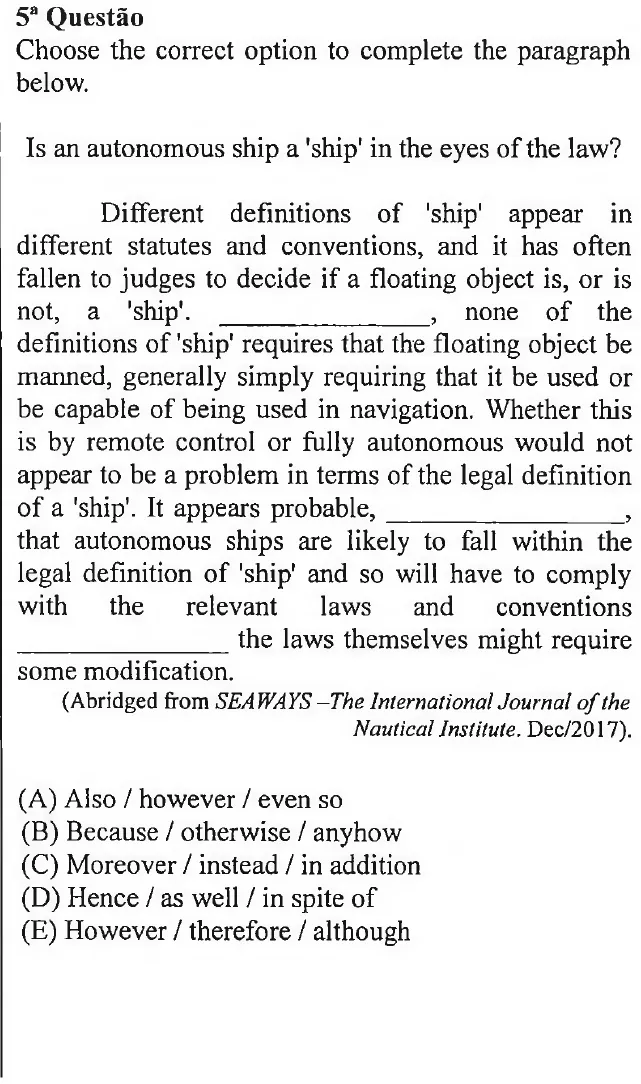 5ª Questão
Choose the correct option to complete the paragraph
below.
Is an autonomous ship a 'ship' in the eyes of the law?
Different definitions of 'ship' appear in
different statutes and conventions, and it has often
fallen to judges to decide if a floating object is, or is
not, a 'ship'. ________________, none of the
definitions of 'ship' requires that the floating object be
manned, generally simply requiring that it be used or
be capable of being used in navigation. Whether this
is by remote control or fully autonomous would not
appear to be a problem in terms of the legal definition
of a 'ship'. It appears probable, __________________,
that autonomous ships are likely to fall within the
legal definition of 'ship' and so will have to comply
with the relevant laws and conventions
________________ the laws themselves might require
some modification.
(Abridged from SEAWAYS –The International Journal of the
Nautical Institute. Dec/2017).
(A) Also / however / even so
(B) Because / otherwise / anyhow
(C) Moreover / instead / in addition
(D) Hence / as well / in spite of
(E) However / therefore / although